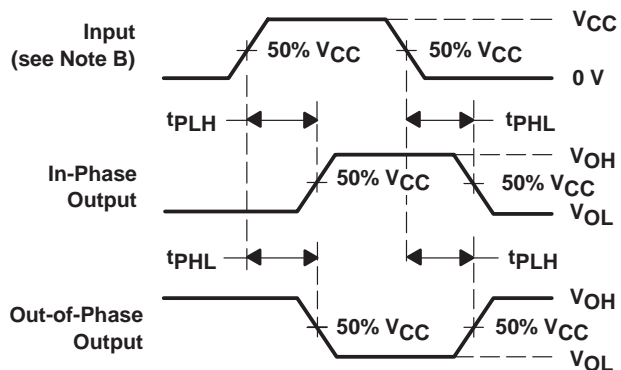 Input
(see Note B)
50% VCC
50% VCC
VCC
0 V
tPLH
tPHL
In-Phase
Output
50% VCC
50% VCC
VOH
VOL
tPHL
tPLH
Out-of-Phase
Output
50% VCC
50% VCC
VOH
VOL